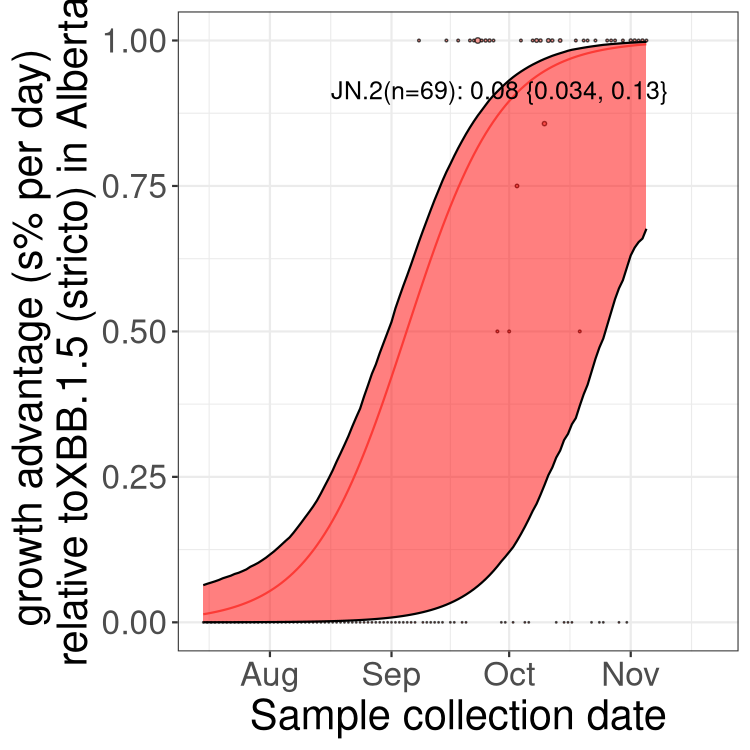 growth advantage (s% per day)
relative toXBB.1.5 (stricto) in Alberta
1.00
0.75
0.50
0.25
0.00
JN.2(n=69): 0.08 {0.034, 0.13}
Aug Sep Oct Nov
Sample collection date